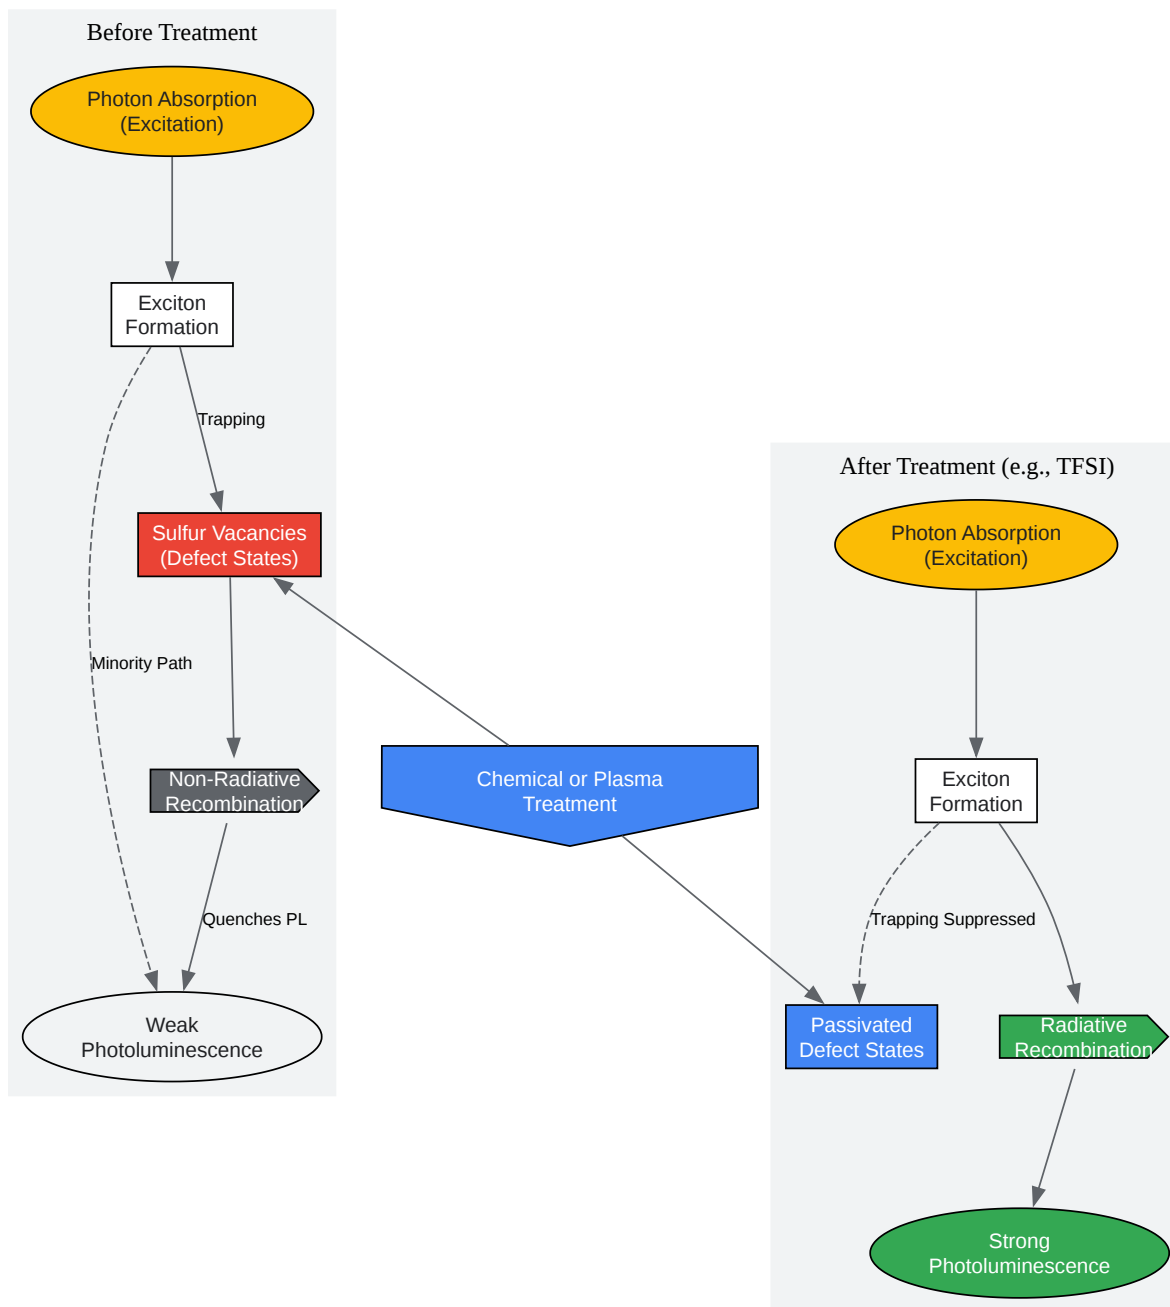 Before Treatment
Photon Absorption
(Excitation)
Exciton
Formation
Trapping
Sulfur Vacancies
(Defect States)
Minority Path
Non-Radiative
Recombination
Quenches PL
Weak
Photoluminescence
Chemical or Plasma
Treatment
After Treatment (e.g., TFSI)
Photon Absorption
(Excitation)
Exciton
Formation
Trapping Suppressed
Passivated
Defect States
Radiative
Recombination
Strong
Photoluminescence